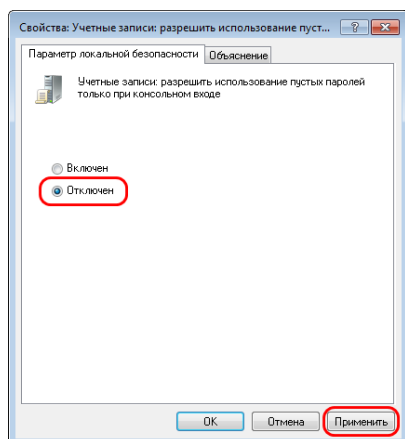 Свойства: Учетные записи: разрешить использование пуст...
Параметр локальной безопасности
Объяснение
Учетные записи: разрешить использование пустых паролей
только при консольном входе
Включен
Отключен
ОК
Отмена
Применить